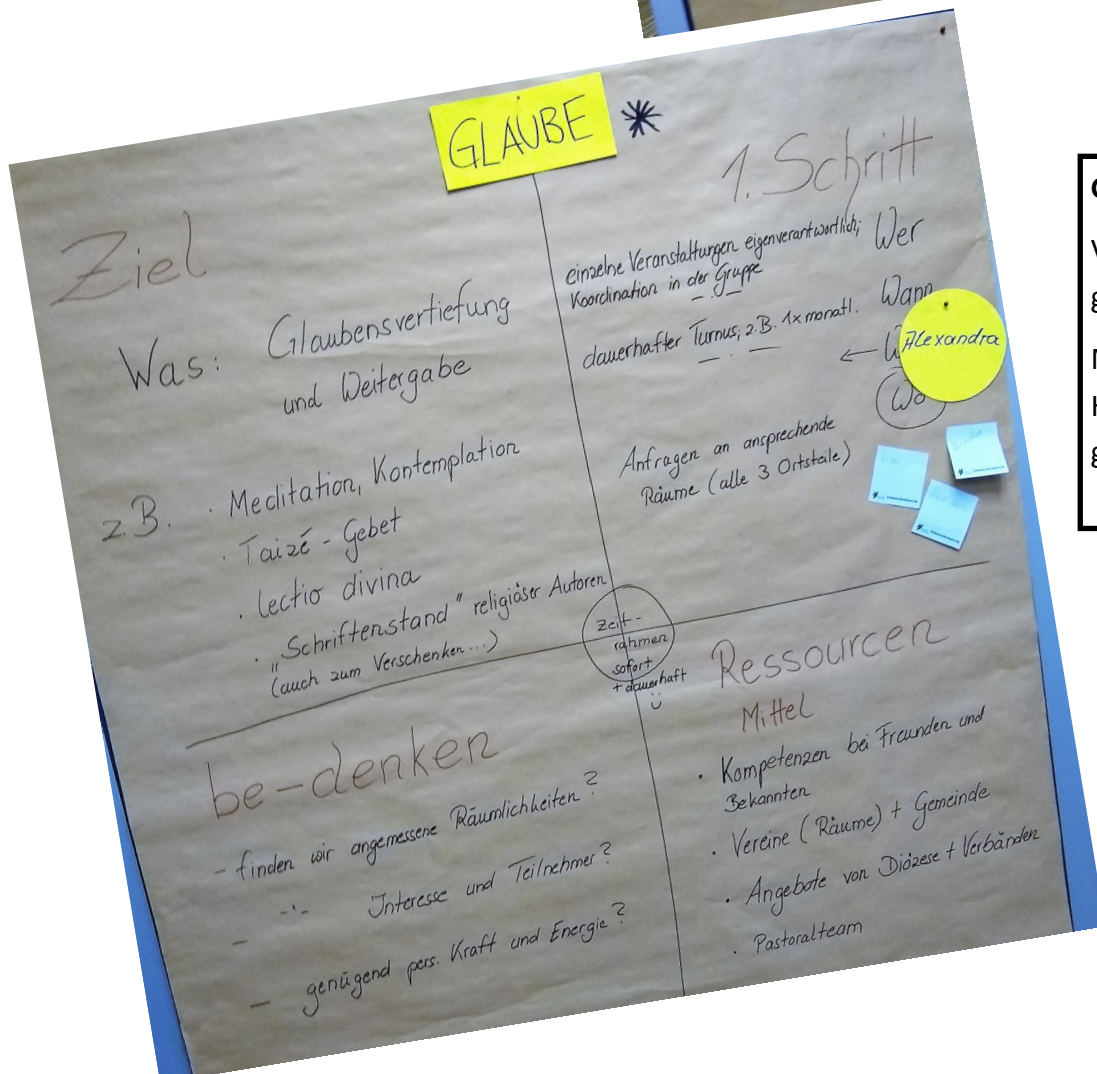 GLAUBE *
Ziel
Was: Glaubensvertiefung
und Weitergabe
z.B. · Meditation, Kontemplation
· Taizé - Gebet
· Lectio divina
· „Schriftenstand" religiöser Autoren
(auch zum Verschenken...)
1. Schritt
einzelne Veranstaltungen eigenverantwortlich; Wer
Koordination in der Gruppe
Wann
dauerhafter Turnus; z.B. 1x monatl.
←
Alexandra
Wo
Anfragen an ansprechende
Räume (alle 3 Ortsteile)
Zeit-
rahmen
sofort
+ dauerhaft
be-denken
- finden wir angemessene Räumlichkeiten?
- -"- Interesse und Teilnehmer?
- genügend pers. Kraft und Energie?
Ressourcen
Mittel
· Kompetenzen bei Freunden und
Bekannten
· Vereine (Räume) + Gemeinde
· Angebote von Diözese + Verbänden
· Pastoralteam